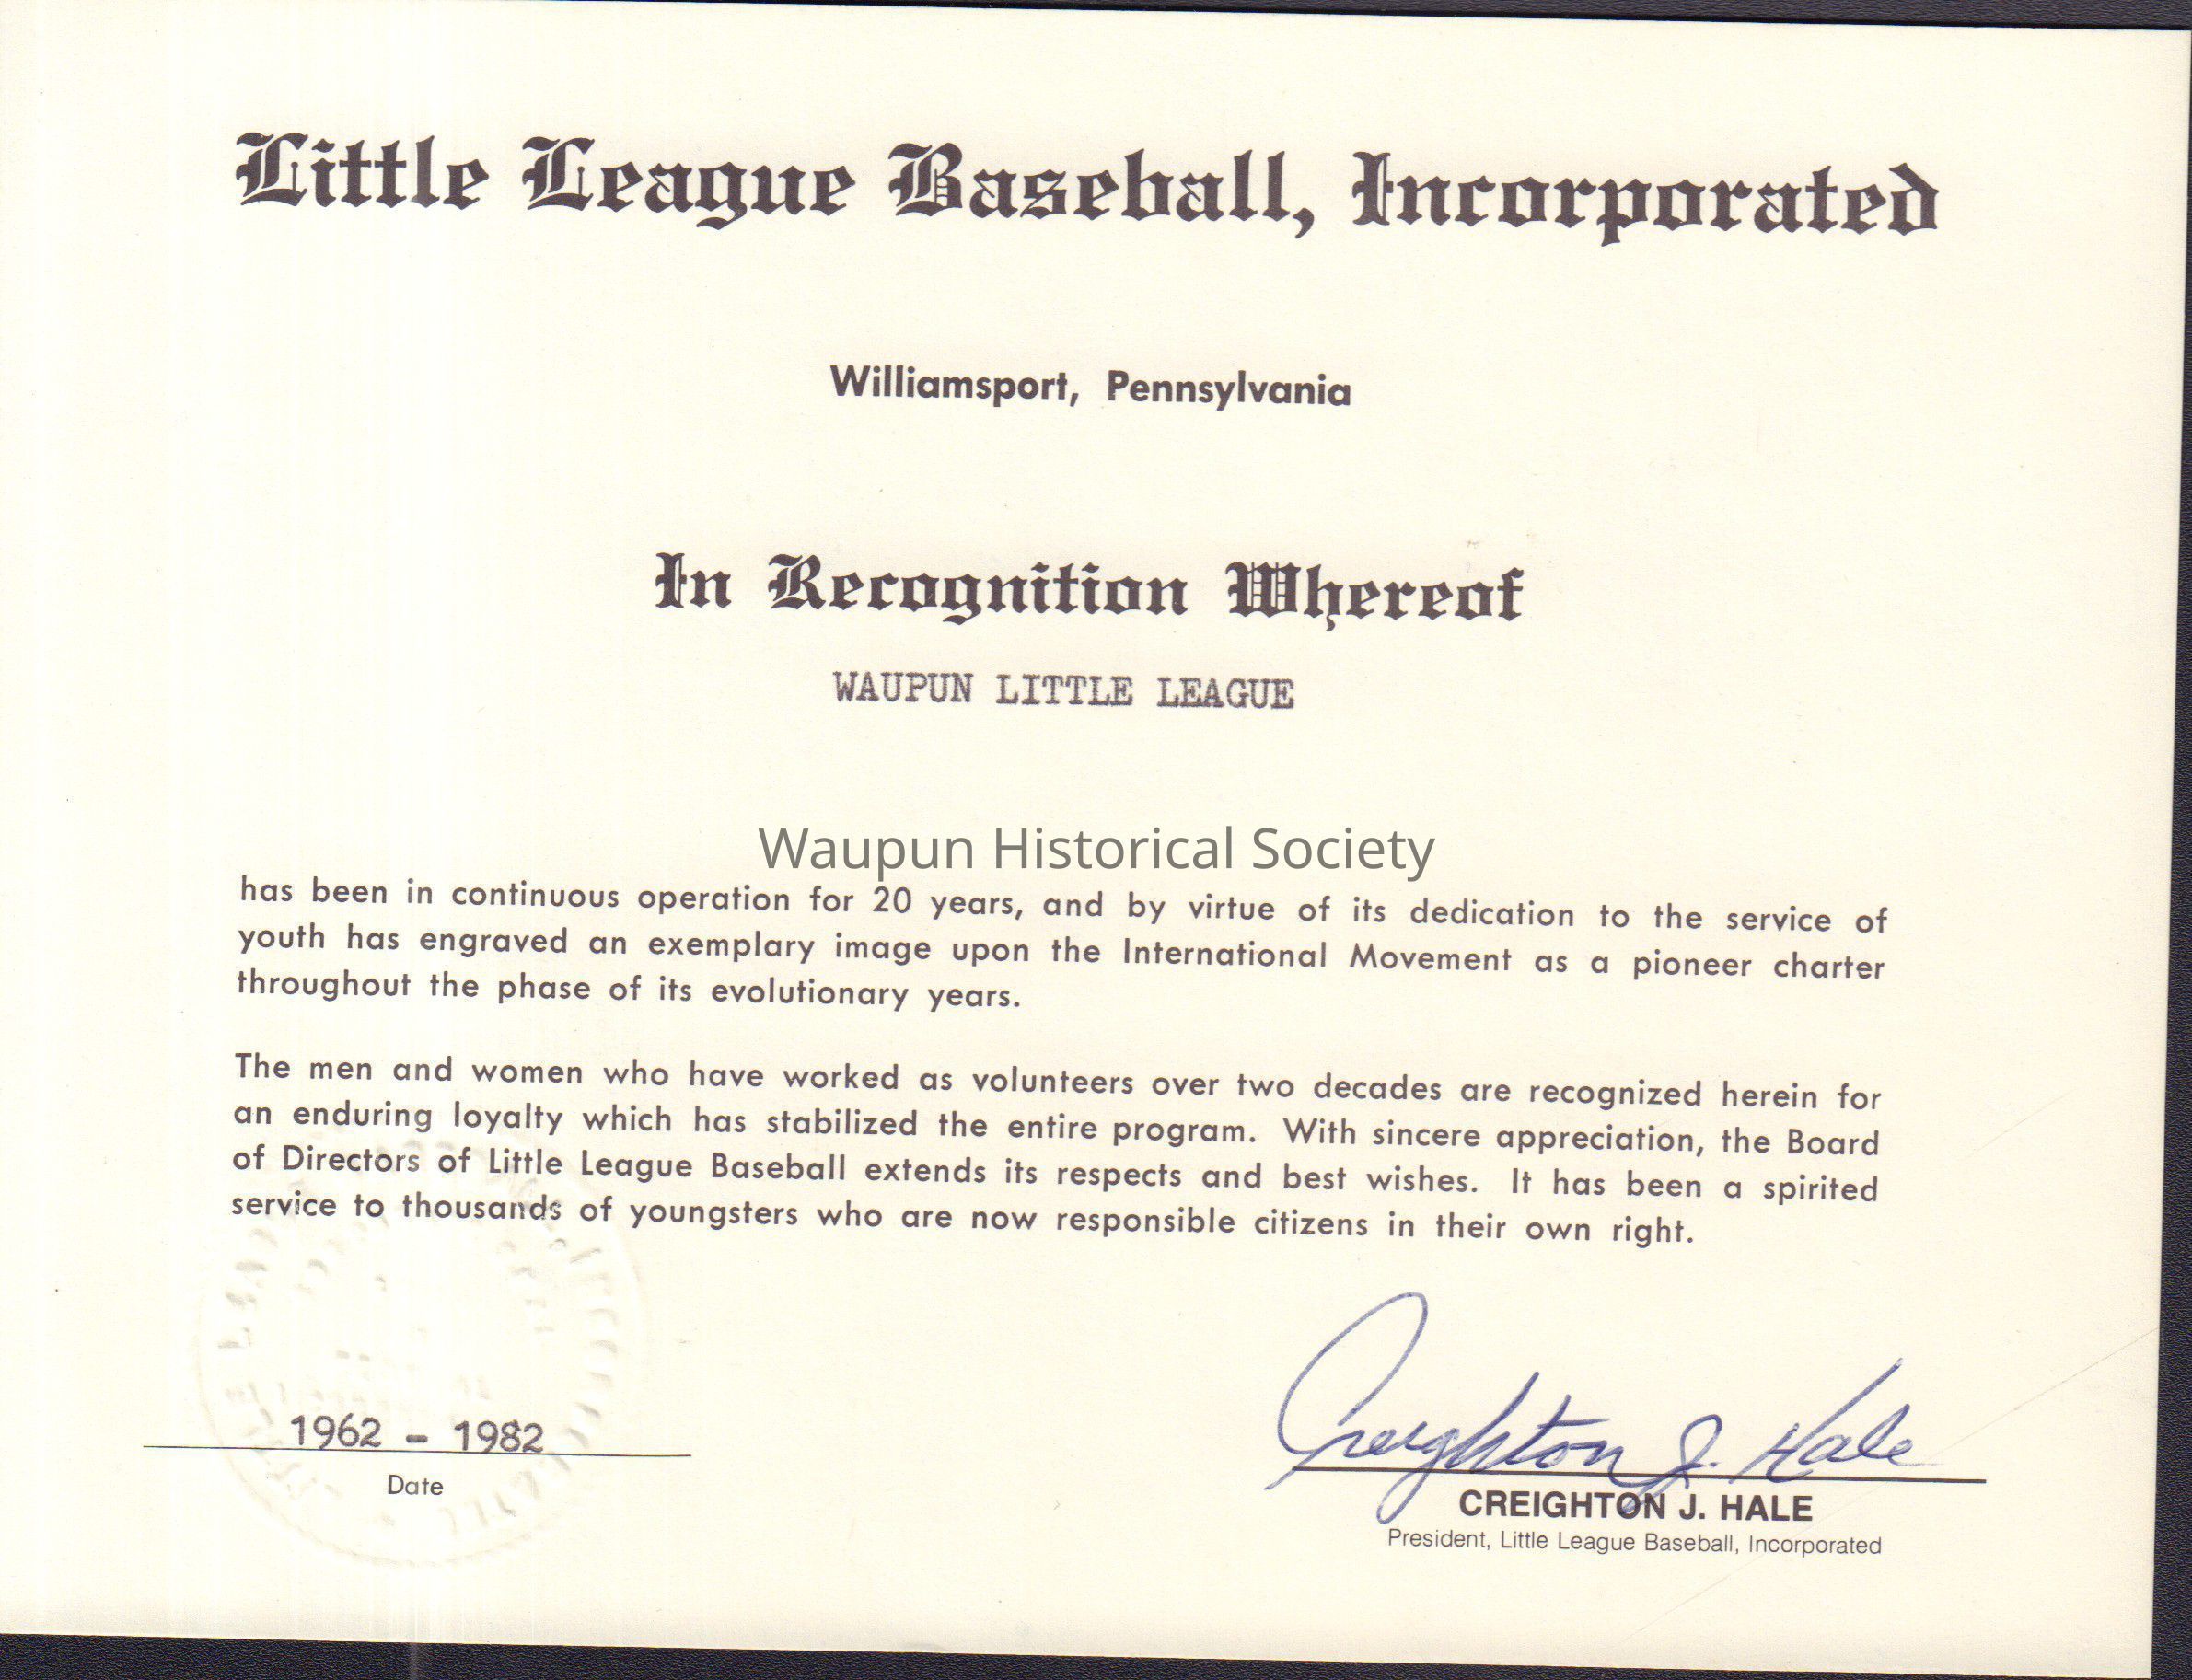 Little League Baseball, Incorporated
Williamsport, Pennsylvania
In Recognition Whereof
WAUPUN LITTLE LEAGUE
Waupun Historical Society
has been in continuous operation for 20 years, and by virtue of its dedication to the service of
youth has engraved an exemplary image upon the International Movement as a pioneer charter
throughout the phase of its evolutionary years.
The men and women who have worked as volunteers over two decades are recognized herein for
an enduring loyalty which has stabilized the entire program. With sincere appreciation, the Board
of Directors of Little League Baseball extends its respects and best wishes. It has been a spirited
service to thousands of youngsters who are now responsible citizens in their own right.
1962 - 1982
Date
Creighton J. Hale
CREIGHTON J. HALE
President, Little League Baseball, Incorporated